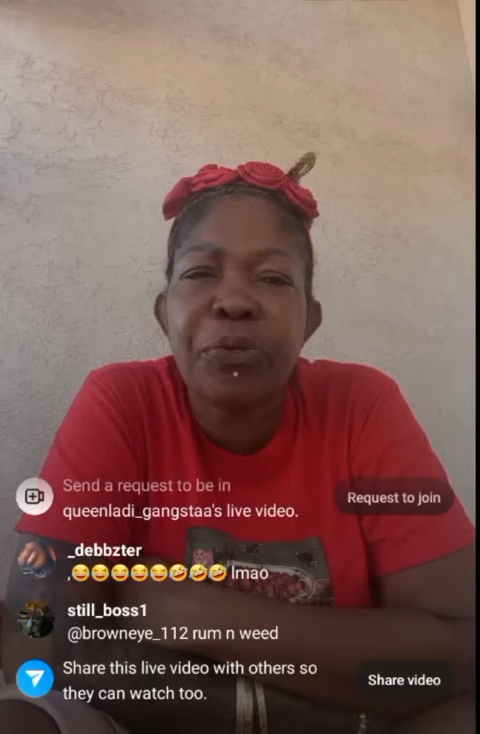 Send a request to be in
queenladi_gangstaa's live video.
Request to join
_debbzter
,😂😂😂😂😂🤣🤣🤣 lmao
still_boss1
@browneye_112 rum n weed
Share this live video with others so
they can watch too.
Share video